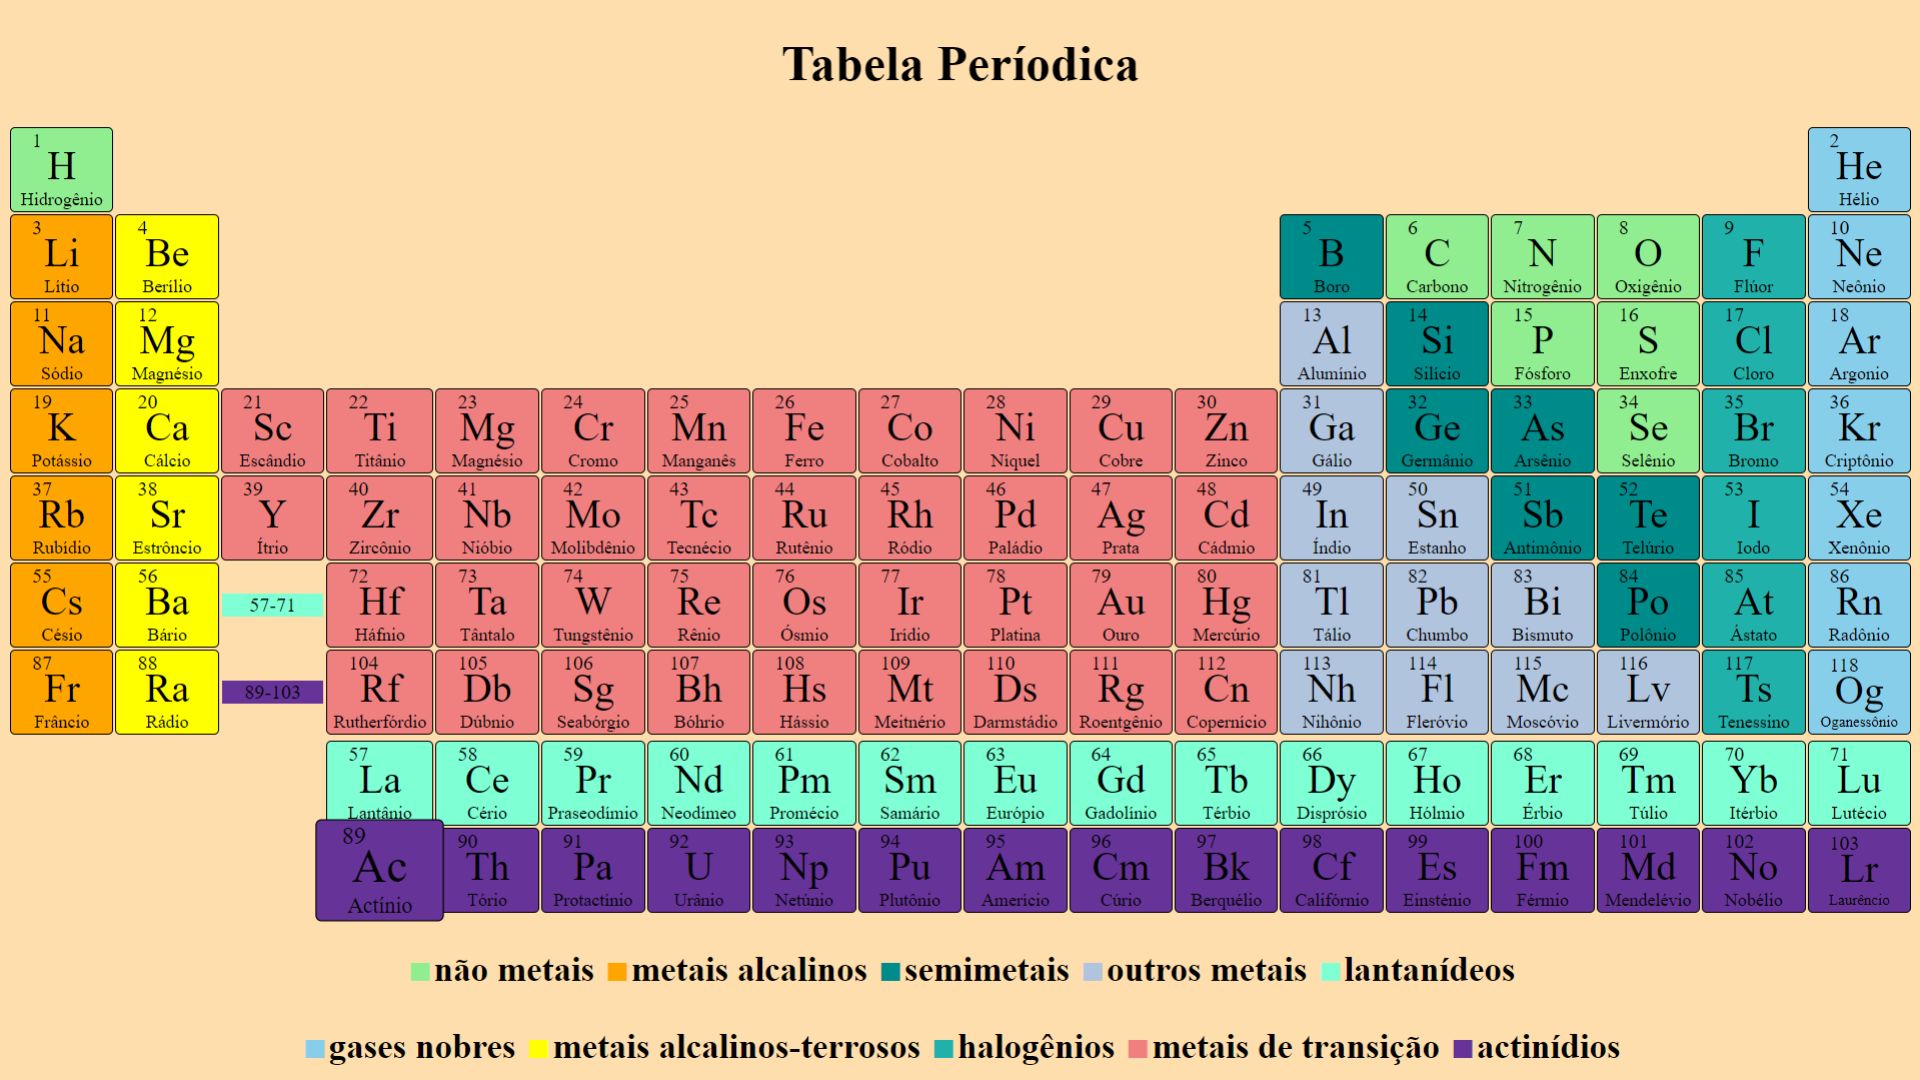 Tabela Períodica
1 2
H He
Hidrogênio Hélio
3 4 5 6 7 8 9 10
Li Be B C N O F Ne
Lítio Berílio Boro Carbono Nitrogênio Oxigênio Flúor Neônio
11 12 13 14 15 16 17 18
Na Mg Al Si P S Cl Ar
Sódio Magnésio Alumínio Silício Fósforo Enxofre Cloro Argonio
19 20 21 22 23 24 25 26 27 28 29 30 31 32 33 34 35 36
K Ca Sc Ti Mg Cr Mn Fe Co Ni Cu Zn Ga Ge As Se Br Kr
Potássio Cálcio Escândio Titânio Magnésio Cromo Manganês Ferro Cobalto Níquel Cobre Zinco Gálio Germânio Arsênio Selênio Bromo Criptônio
37 38 39 40 41 42 43 44 45 46 47 48 49 50 51 52 53 54
Rb Sr Y Zr Nb Mo Tc Ru Rh Pd Ag Cd In Sn Sb Te I Xe
Rubídio Estrôncio Ítrio Zircônio Nióbio Molibdênio Tecnécio Rutênio Ródio Paládio Prata Cádmio Índio Estanho Antimônio Telúrio Iodo Xenônio
55 56 72 73 74 75 76 77 78 79 80 81 82 83 84 85 86
Cs Ba 57-71 Hf Ta W Re Os Ir Pt Au Hg Tl Pb Bi Po At Rn
Césio Bário Háfnio Tântalo Tungstênio Rênio Ósmio Irídio Platina Ouro Mercúrio Tálio Chumbo Bismuto Polônio Ástato Radônio
87 88 104 105 106 107 108 109 110 111 112 113 114 115 116 117 118
Fr Ra 89-103 Rf Db Sg Bh Hs Mt Ds Rg Cn Nh Fl Mc Lv Ts Og
Frâncio Rádio Rutherfórdio Dúbnio Seabórgio Bóhrio Hássio Meitnério Darmstádio Roentgênio Copernício Nihônio Fleróvio Moscóvio Livermório Tenessino Oganessônio
57 58 59 60 61 62 63 64 65 66 67 68 69 70 71
La Ce Pr Nd Pm Sm Eu Gd Tb Dy Ho Er Tm Yb Lu
Lantânio Cério Praseodímio Neodímeo Promécio Samário Európio Gadolínio Térbio Disprósio Hólmio Érbio Túlio Itérbio Lutécio
89 90 91 92 93 94 95 96 97 98 99 100 101 102 103
Ac Th Pa U Np Pu Am Cm Bk Cf Es Fm Md No Lr
Actínio Tório Protactínio Urânio Netúnio Plutônio Amerício Cúrio Berquélio Califórnio Einsténio Férmio Mendelévio Nobélio Laurêncio
não metais metais alcalinos semimetais outros metais lantanídeos
gases nobres metais alcalinos-terrosos halogênios metais de transição actinídios